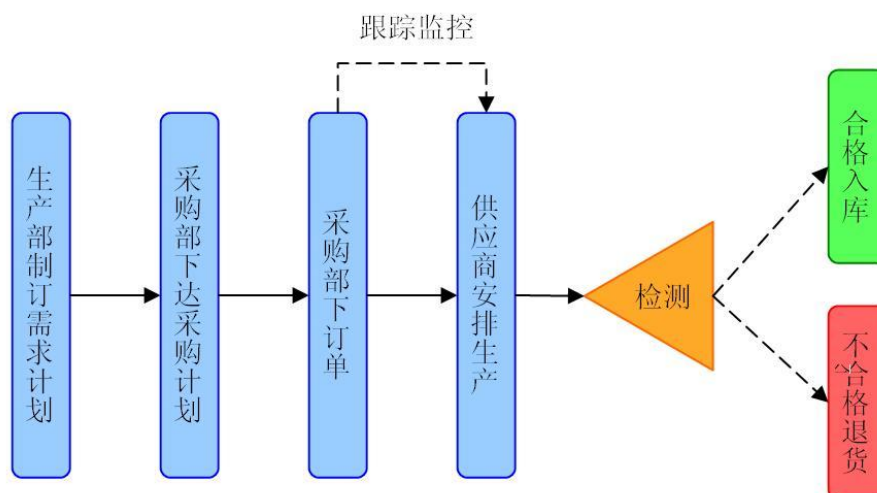 跟踪监控
生产部制订需求计划
采购部下达采购计划
采购部下订单
供应商安排生产
检测
合格入库
不合格退货